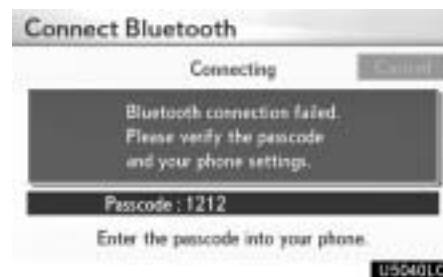 Connect Bluetooth
Connecting
Cancel
Bluetooth connection failed.
Please verify the passcode
and your phone settings.
Passcode : 1212
Enter the passcode into your phone.
U5040LC